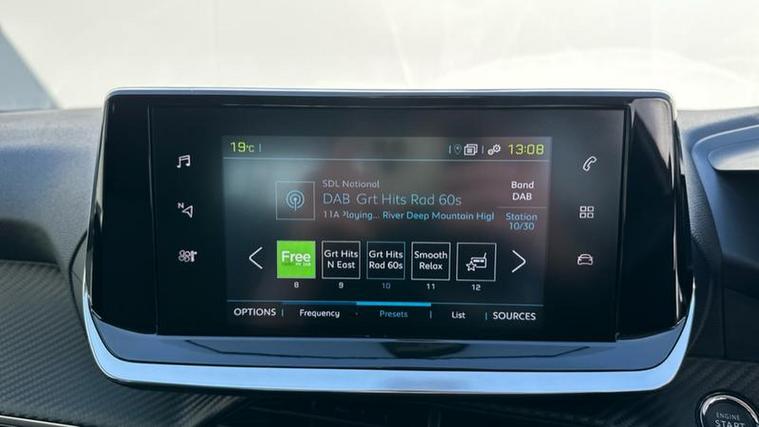 19°C
13:08
SDL National
DAB Grt Hits Rad 60s
11A Playing... River Deep Mountain Higl
Band
DAB
Station
10/30
N
Free
Grt Hits
N East
Grt Hits
Rad 60s
Smooth
Relax
8
9
10
11
12
OPTIONS
Frequency
Presets
List
SOURCES
ENGINE
START